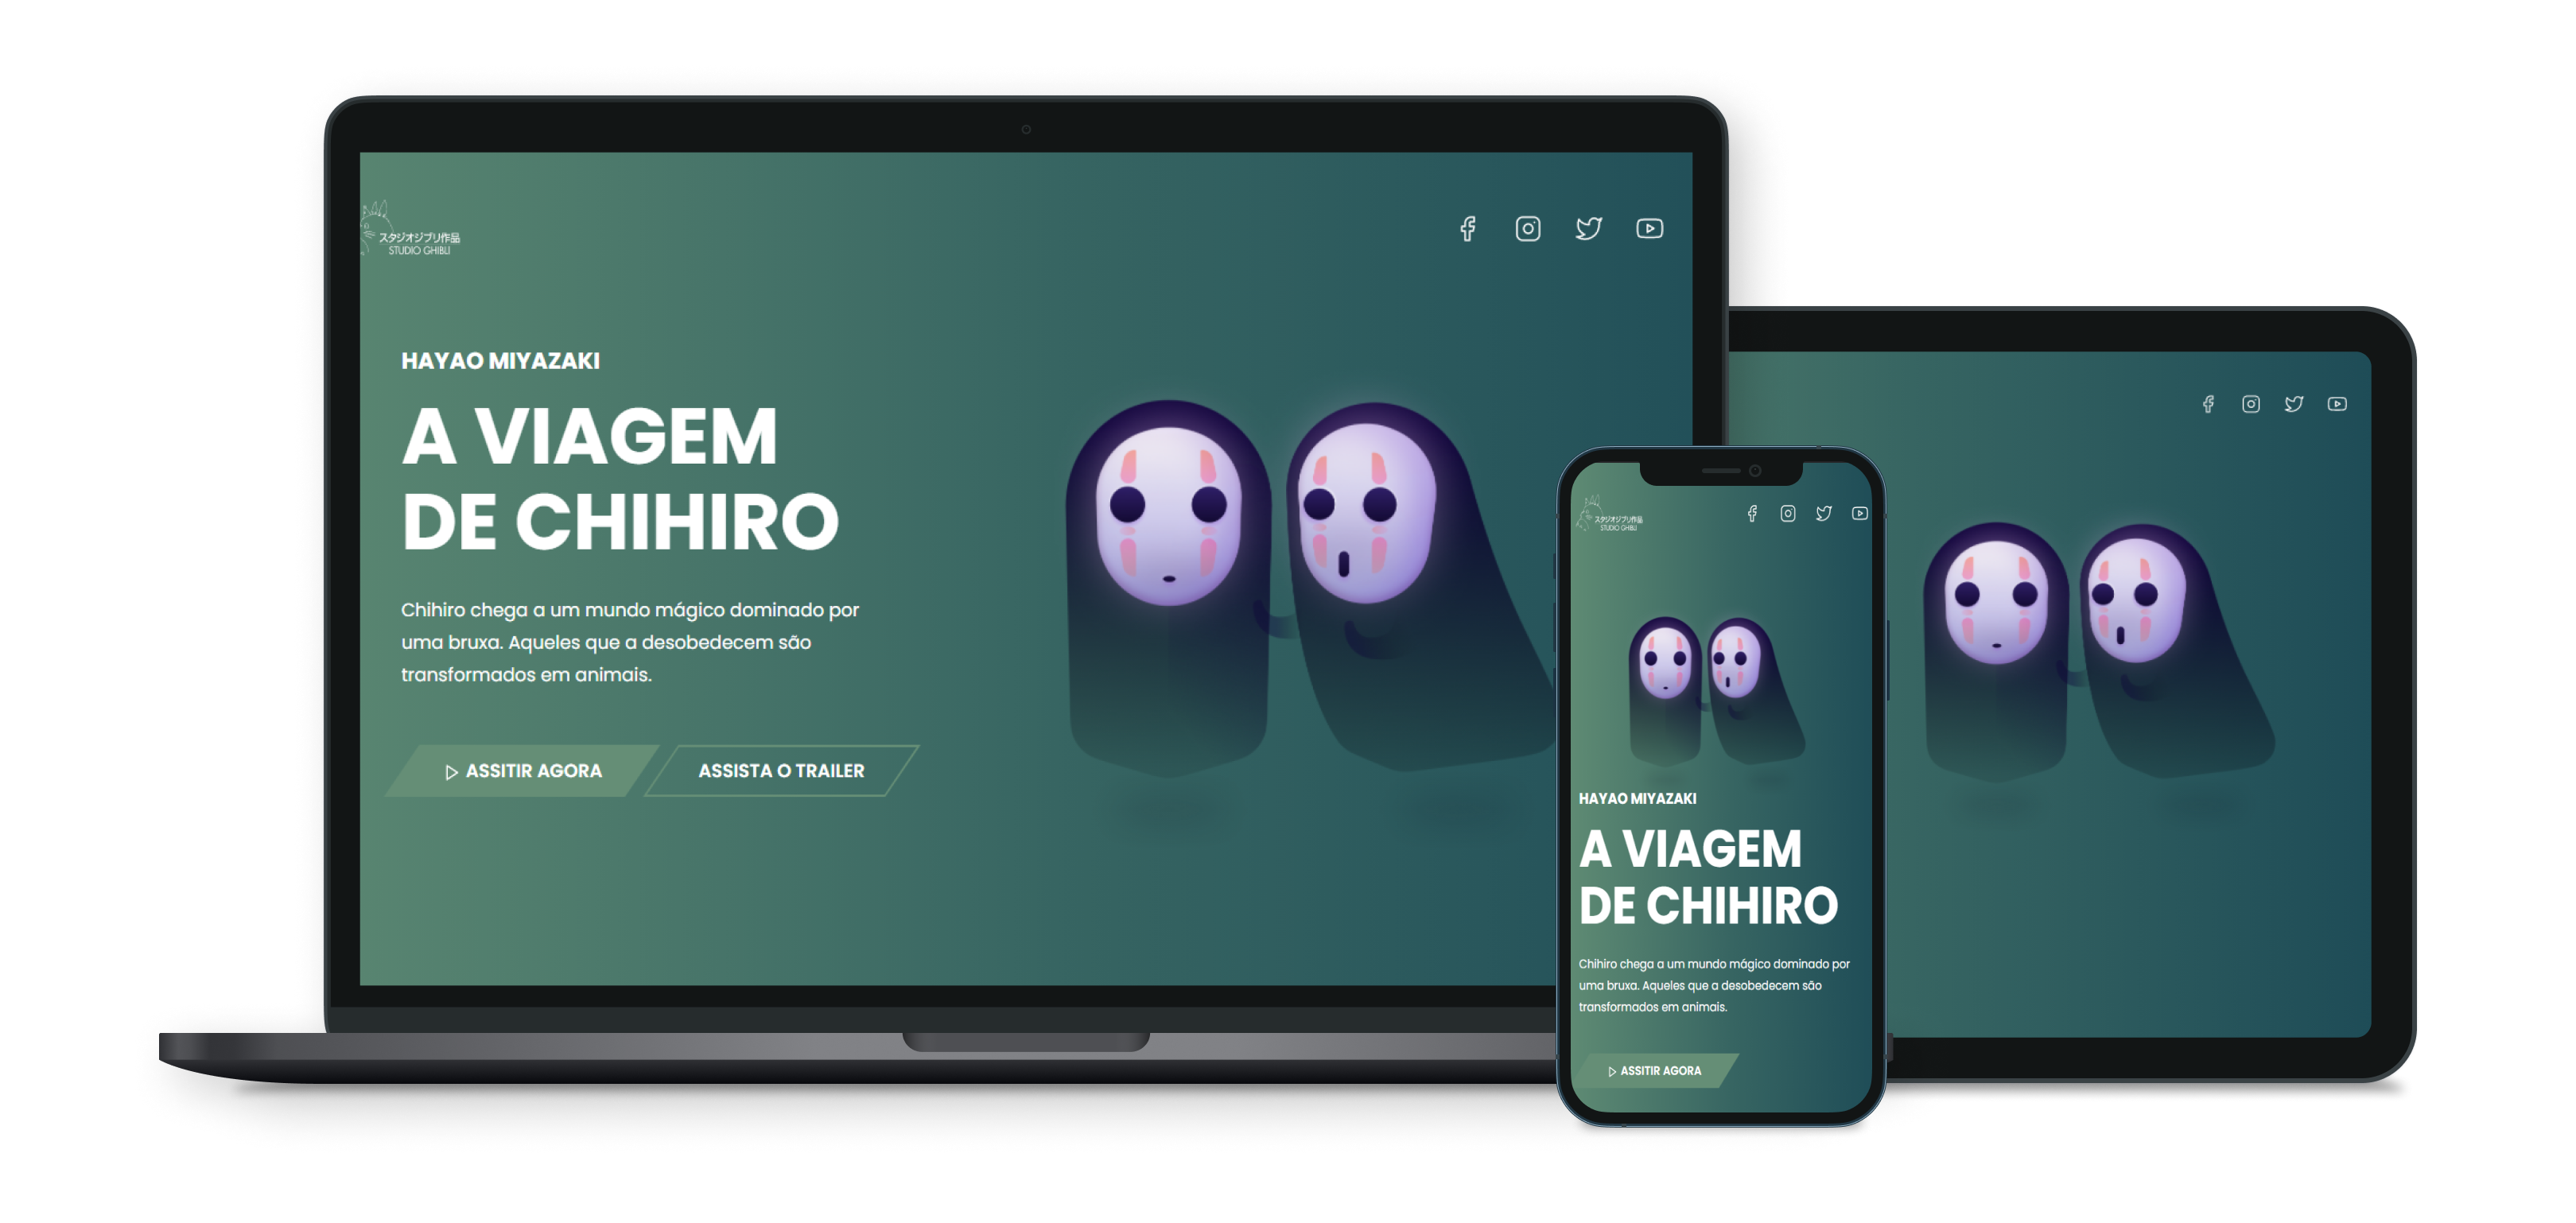 スタジオジブリ作品
STUDIO GHIBLI
HAYAO MIYAZAKI
A VIAGEM
DE CHIHIRO
Chihiro chega a um mundo mágico dominado por
uma bruxa. Aqueles que a desobedecem são
transformados em animais.
ASSITIR AGORA
ASSISTA O TRAILER
スタジオジブリ作品
STUDIO GHIBLI
HAYAO MIYAZAKI
A VIAGEM
DE CHIHIRO
Chihiro chega a um mundo mágico dominado por
uma bruxa. Aqueles que a desobedecem são
transformados em animais.
ASSITIR AGORA